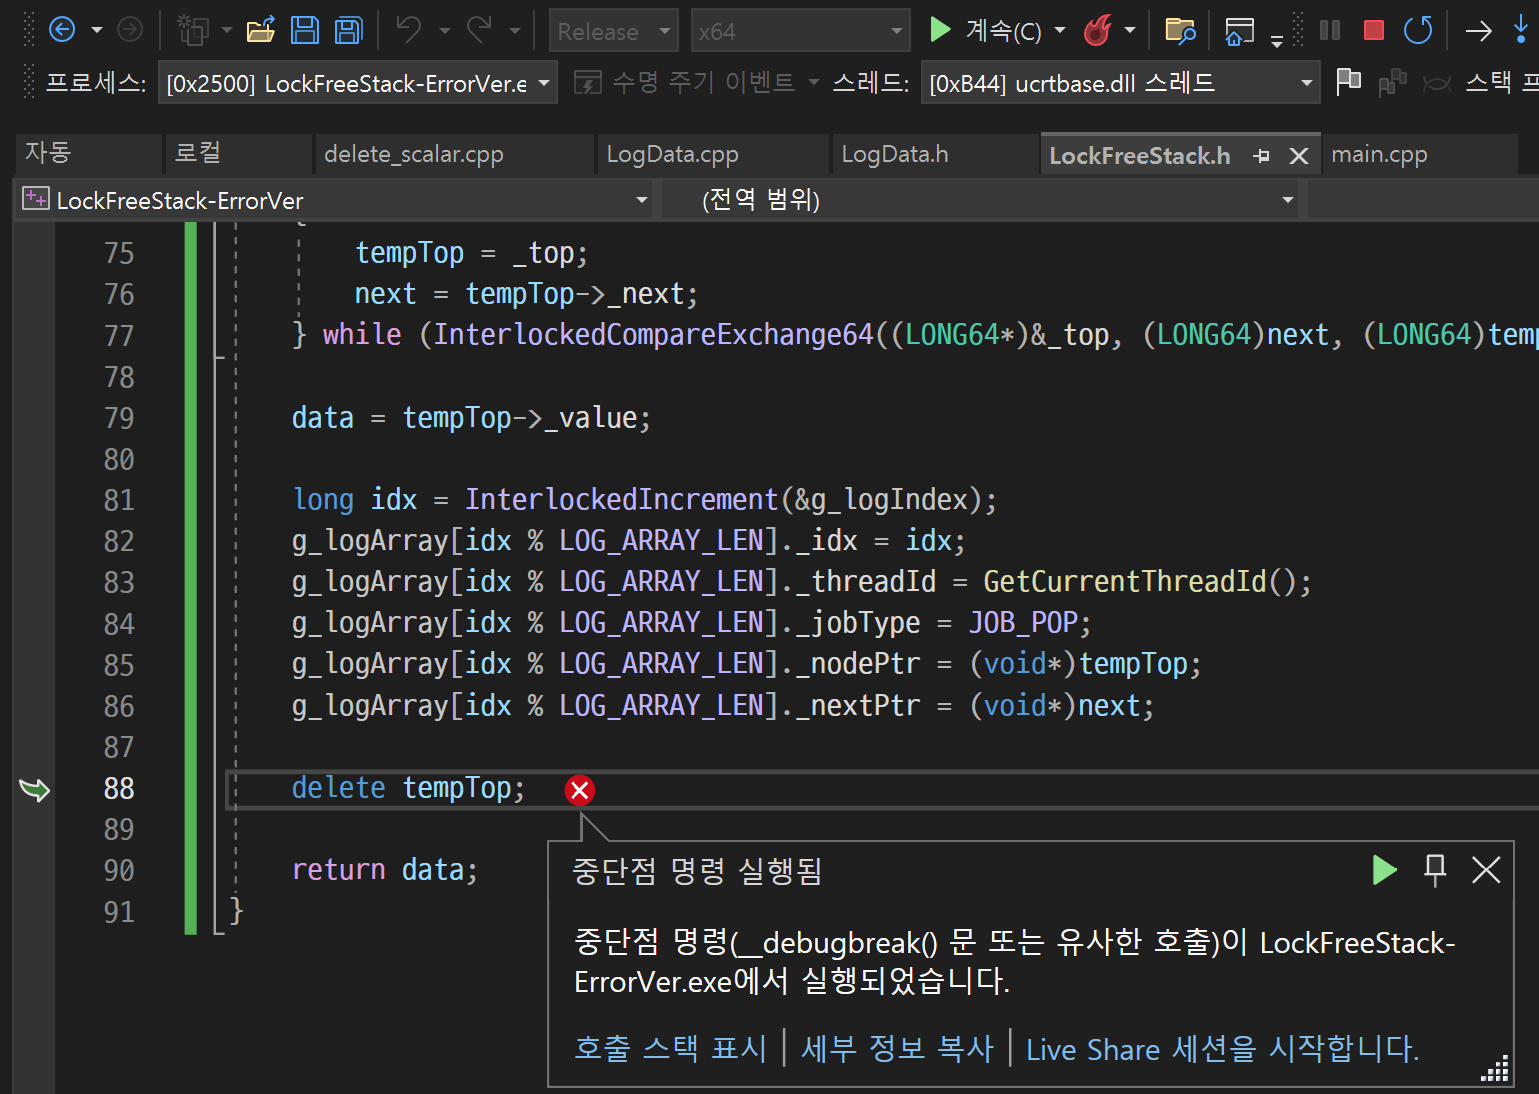 Release x64 계속(C)
프로세스: [0x2500] LockFreeStack-ErrorVer.e 수명 주기 이벤트 스레드: [0xB44] ucrtbase.dll 스레드 스택
자동 로컬 delete_scalar.cpp LogData.cpp LogData.h LockFreeStack.h main.cpp
LockFreeStack-ErrorVer (전역 범위)
75 tempTop = _top;
76 next = tempTop->_next;
77 } while (InterlockedCompareExchange64((LONG64*)&_top, (LONG64)next, (LONG64)temp
78
79 data = tempTop->_value;
80
81 long idx = InterlockedIncrement(&g_logIndex);
82 g_logArray[idx % LOG_ARRAY_LEN]._idx = idx;
83 g_logArray[idx % LOG_ARRAY_LEN]._threadId = GetCurrentThreadId();
84 g_logArray[idx % LOG_ARRAY_LEN]._jobType = JOB_POP;
85 g_logArray[idx % LOG_ARRAY_LEN]._nodePtr = (void*)tempTop;
86 g_logArray[idx % LOG_ARRAY_LEN]._nextPtr = (void*)next;
87
88 delete tempTop;
89
90 return data;
91 }
중단점 명령 실행됨
중단점 명령(__debugbreak() 문 또는 유사한 호출)이 LockFreeStack-
ErrorVer.exe에서 실행되었습니다.
호출 스택 표시 | 세부 정보 복사 | Live Share 세션을 시작합니다.